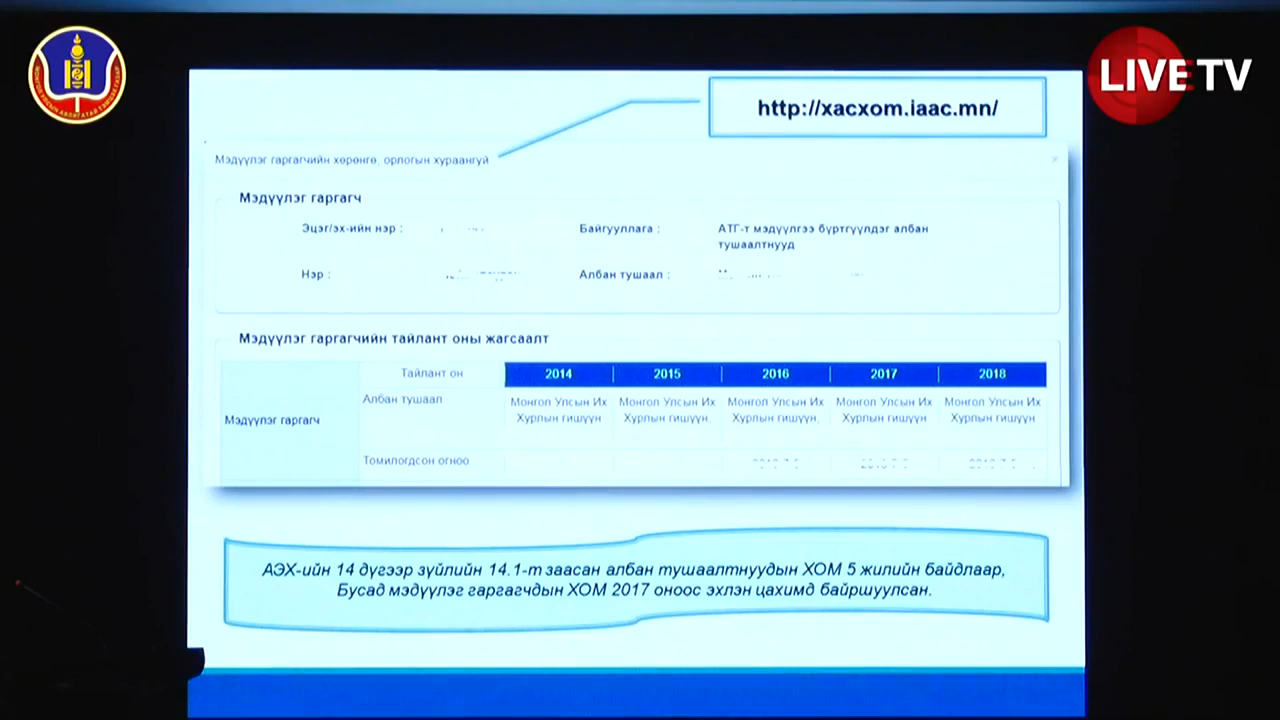 LIVE TV
http://xacxom.iaac.mn/
Мэдүүлэг гаргагчийн хөрөнгө, орлогын хураангуй
Мэдүүлэг гаргагч
Эцэг/эх-ийн нэр :
Байгууллага :
АТГ-т мэдүүлгээ бүртгүүлдэг албан
тушаалтнууд
Нэр :
Албан тушаал :
Мэдүүлэг гаргагчийн тайлант оны жагсаалт
Тайлант он 2014 2015 2016 2017 2018
Мэдүүлэг гаргагч
Албан тушаал
Монгол Улсын Их Монгол Улсын Их Монгол Улсын Их Монгол Улсын Их Монгол Улсын Их
Хурлын гишүүн Хурлын гишүүн, Хурлын гишүүн, Хурлын гишүүн Хурлын гишүүн
Томилогдсон огноо
АЭХ-ийн 14 дүгээр зүйлийн 14.1-т заасан албан тушаалтнуудын ХОМ 5 жилийн байдлаар,
Бусад мэдүүлэг гаргагчдын ХОМ 2017 оноос эхлэн цахимд байршуулсан.